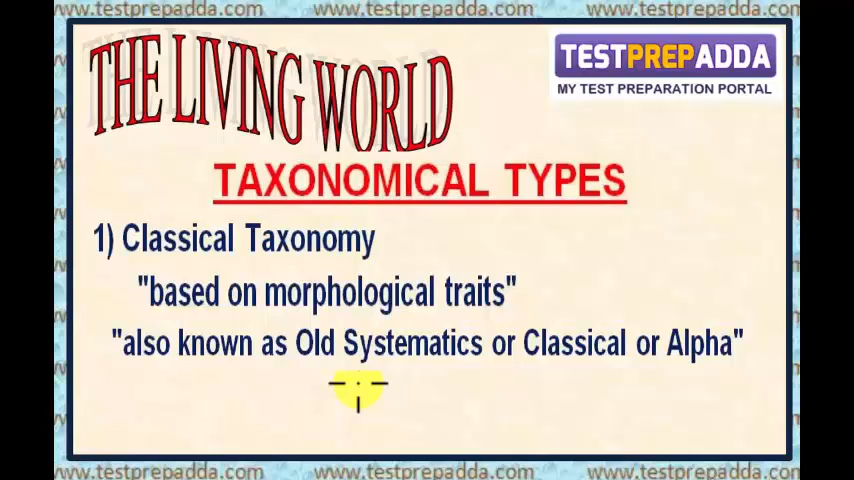 www.testprepadda.com www.testprepadda.com www.testprepadda.com
THE LIVING WORLD
TESTPREPADDA
MY TEST PREPARATION PORTAL
TAXONOMICAL TYPES
1) Classical Taxonomy
"based on morphological traits"
"also known as Old Systematics or Classical or Alpha"
www.testprepadda.com www.testprepadda.com www.testprepadda.com